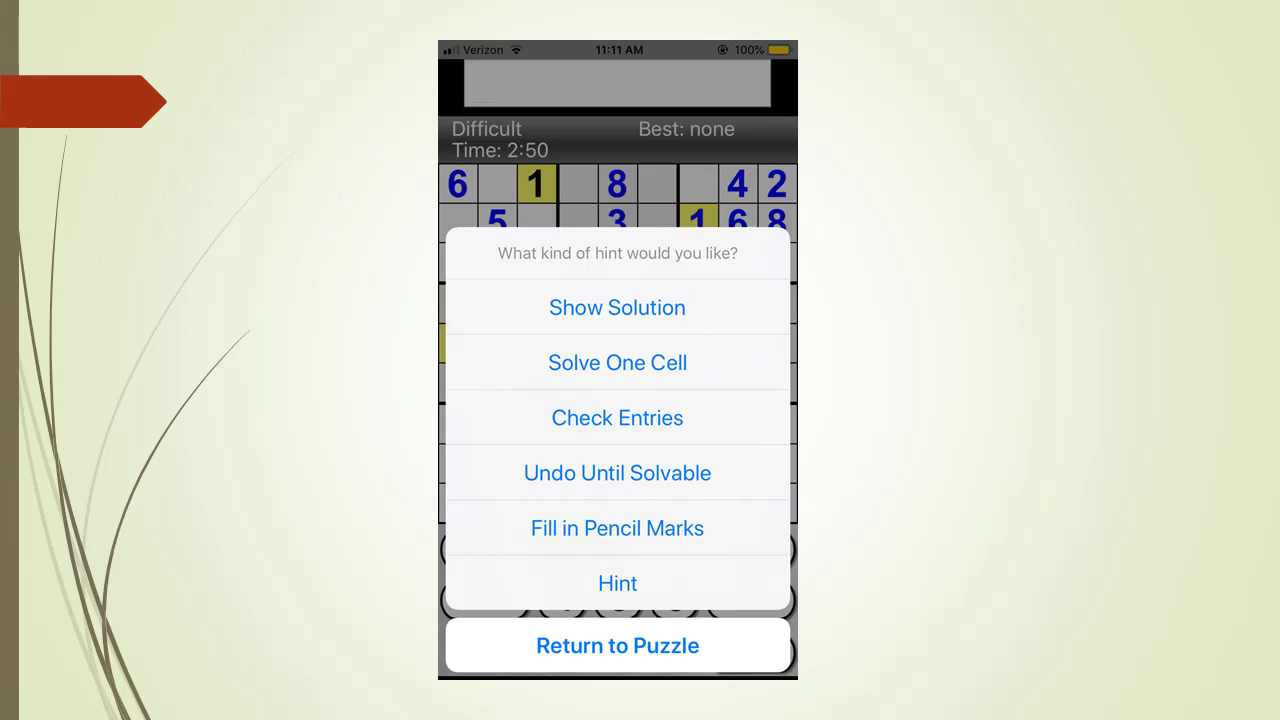 Verizon 11:11 AM 100%
Difficult Best: none
Time: 2:50
6 1 8 4 2
5 3 1 6 8
What kind of hint would you like?
Show Solution
Solve One Cell
Check Entries
Undo Until Solvable
Fill in Pencil Marks
Hint
Return to Puzzle